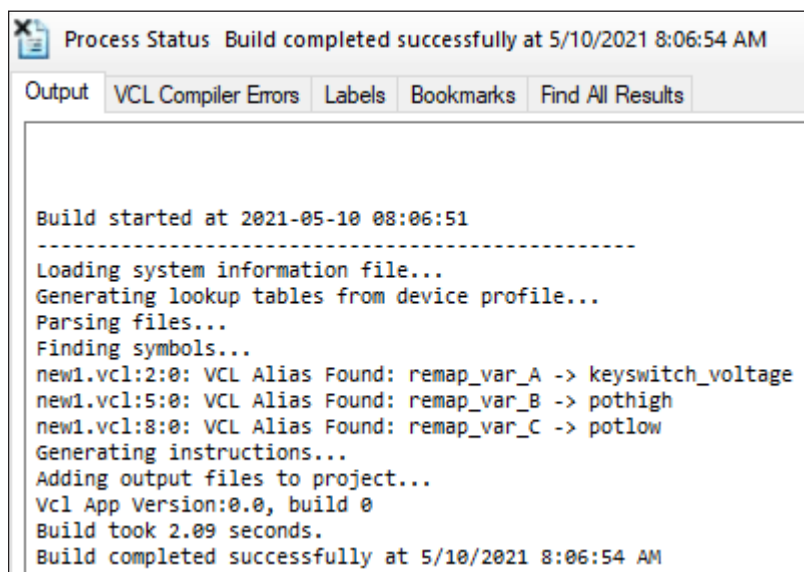 Process Status Build completed successfully at 5/10/2021 8:06:54 AM
Output VCL Compiler Errors Labels Bookmarks Find All Results
Build started at 2021-05-10 08:06:51
--------------------------------------------------
Loading system information file...
Generating lookup tables from device profile...
Parsing files...
Finding symbols...
new1.vcl:2:0: VCL Alias Found: remap_var_A -> keyswitch_voltage
new1.vcl:5:0: VCL Alias Found: remap_var_B -> pothigh
new1.vcl:8:0: VCL Alias Found: remap_var_C -> potlow
Generating instructions...
Adding output files to project...
Vcl App Version:0.0, build 0
Build took 2.09 seconds.
Build completed successfully at 5/10/2021 8:06:54 AM